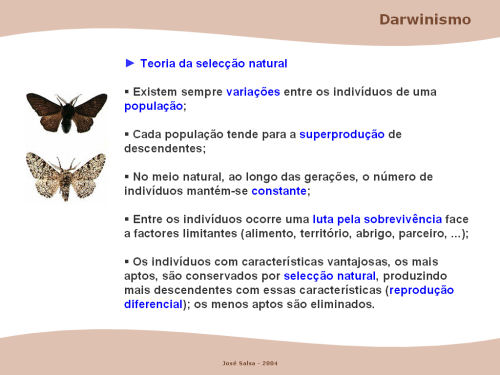 Darwinismo
► Teoria da selecção natural
▪ Existem sempre variações entre os indivíduos de uma
população;
▪ Cada população tende para a superprodução de
descendentes;
▪ No meio natural, ao longo das gerações, o número de
indivíduos mantém-se constante;
▪ Entre os indivíduos ocorre uma luta pela sobrevivência face
a factores limitantes (alimento, território, abrigo, parceiro, ...);
▪ Os indivíduos com características vantajosas, os mais
aptos, são conservados por selecção natural, produzindo
mais descendentes com essas características (reprodução
diferencial); os menos aptos são eliminados.
José Salsa - 2004